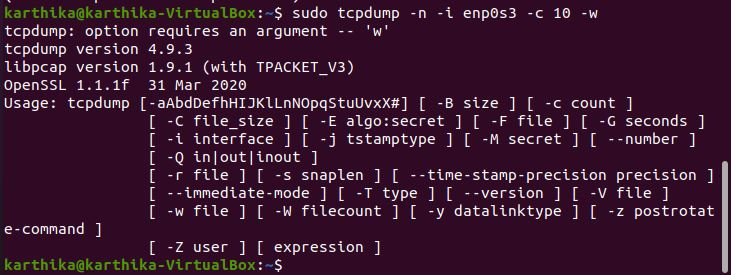 karthika@karthika-VirtualBox:~$ sudo tcpdump -n -i enp0s3 -c 10 -w
tcpdump: option requires an argument -- 'w'
tcpdump version 4.9.3
libpcap version 1.9.1 (with TPACKET_V3)
OpenSSL 1.1.1f  31 Mar 2020
Usage: tcpdump [-aAbdDefhHIJKlLnNOpqStuUvxX#] [ -B size ] [ -c count ]
[ -C file_size ] [ -E algo:secret ] [ -F file ] [ -G seconds ]
[ -i interface ] [ -j tstamptype ] [ -M secret ] [ --number ]
[ -Q in|out|inout ]
[ -r file ] [ -s snaplen ] [ --time-stamp-precision precision ]
[ --immediate-mode ] [ -T type ] [ --version ] [ -V file ]
[ -w file ] [ -W filecount ] [ -y datalinktype ] [ -z postrotat
e-command ]
[ -Z user ] [ expression ]
karthika@karthika-VirtualBox:~$